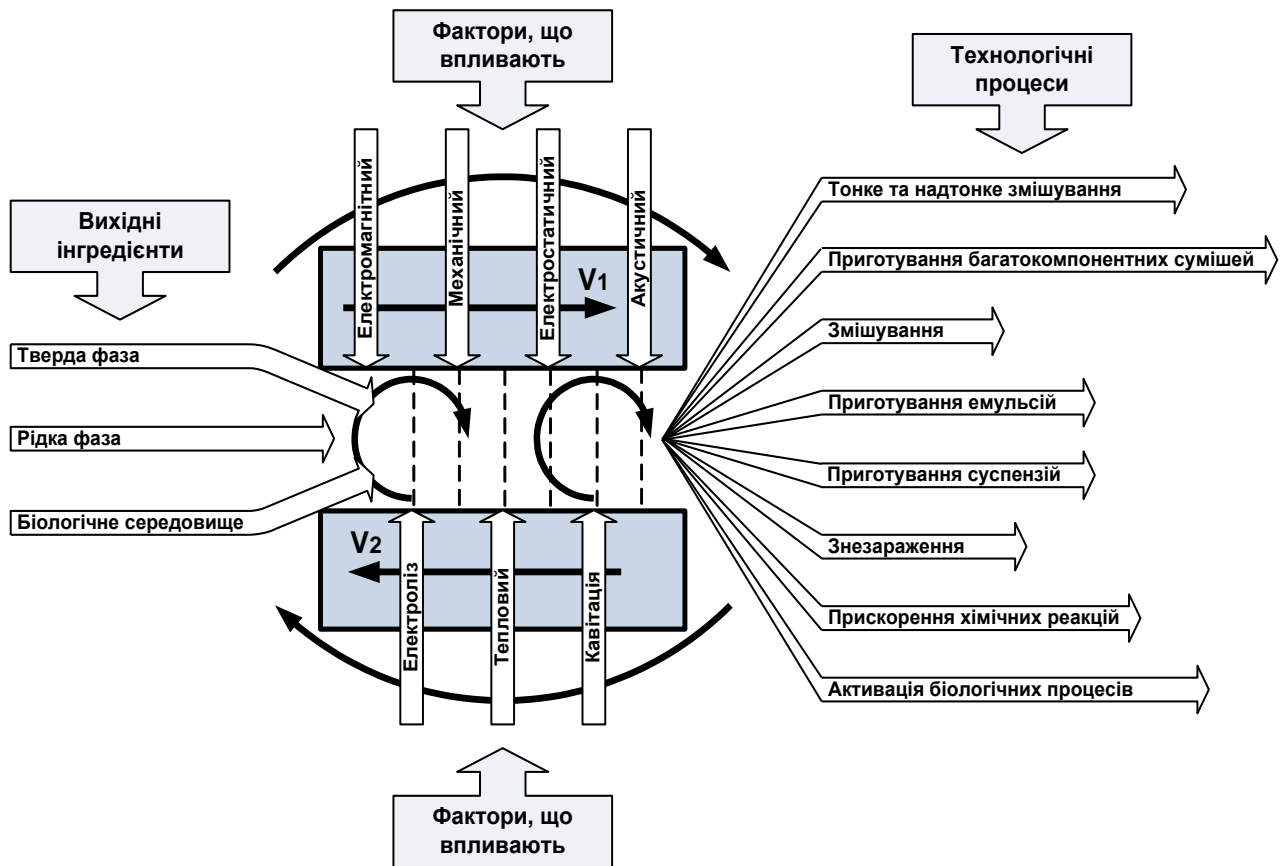 Фактори, що
впливають
Технологічні
процеси
Вихідні
інгредієнти
Електромагнітний
Механічний
Електростатичний
Акустичний
V1
Тверда фаза
Рідка фаза
Біологічне середовище
V2
Електроліз
Тепловий
Кавітація
Тонке та надтонке змішування
Приготування багатокомпонентних сумішей
Змішування
Приготування емульсій
Приготування суспензій
Знезараження
Прискорення хімічних реакцій
Активація біологічних процесів
Фактори, що
впливають